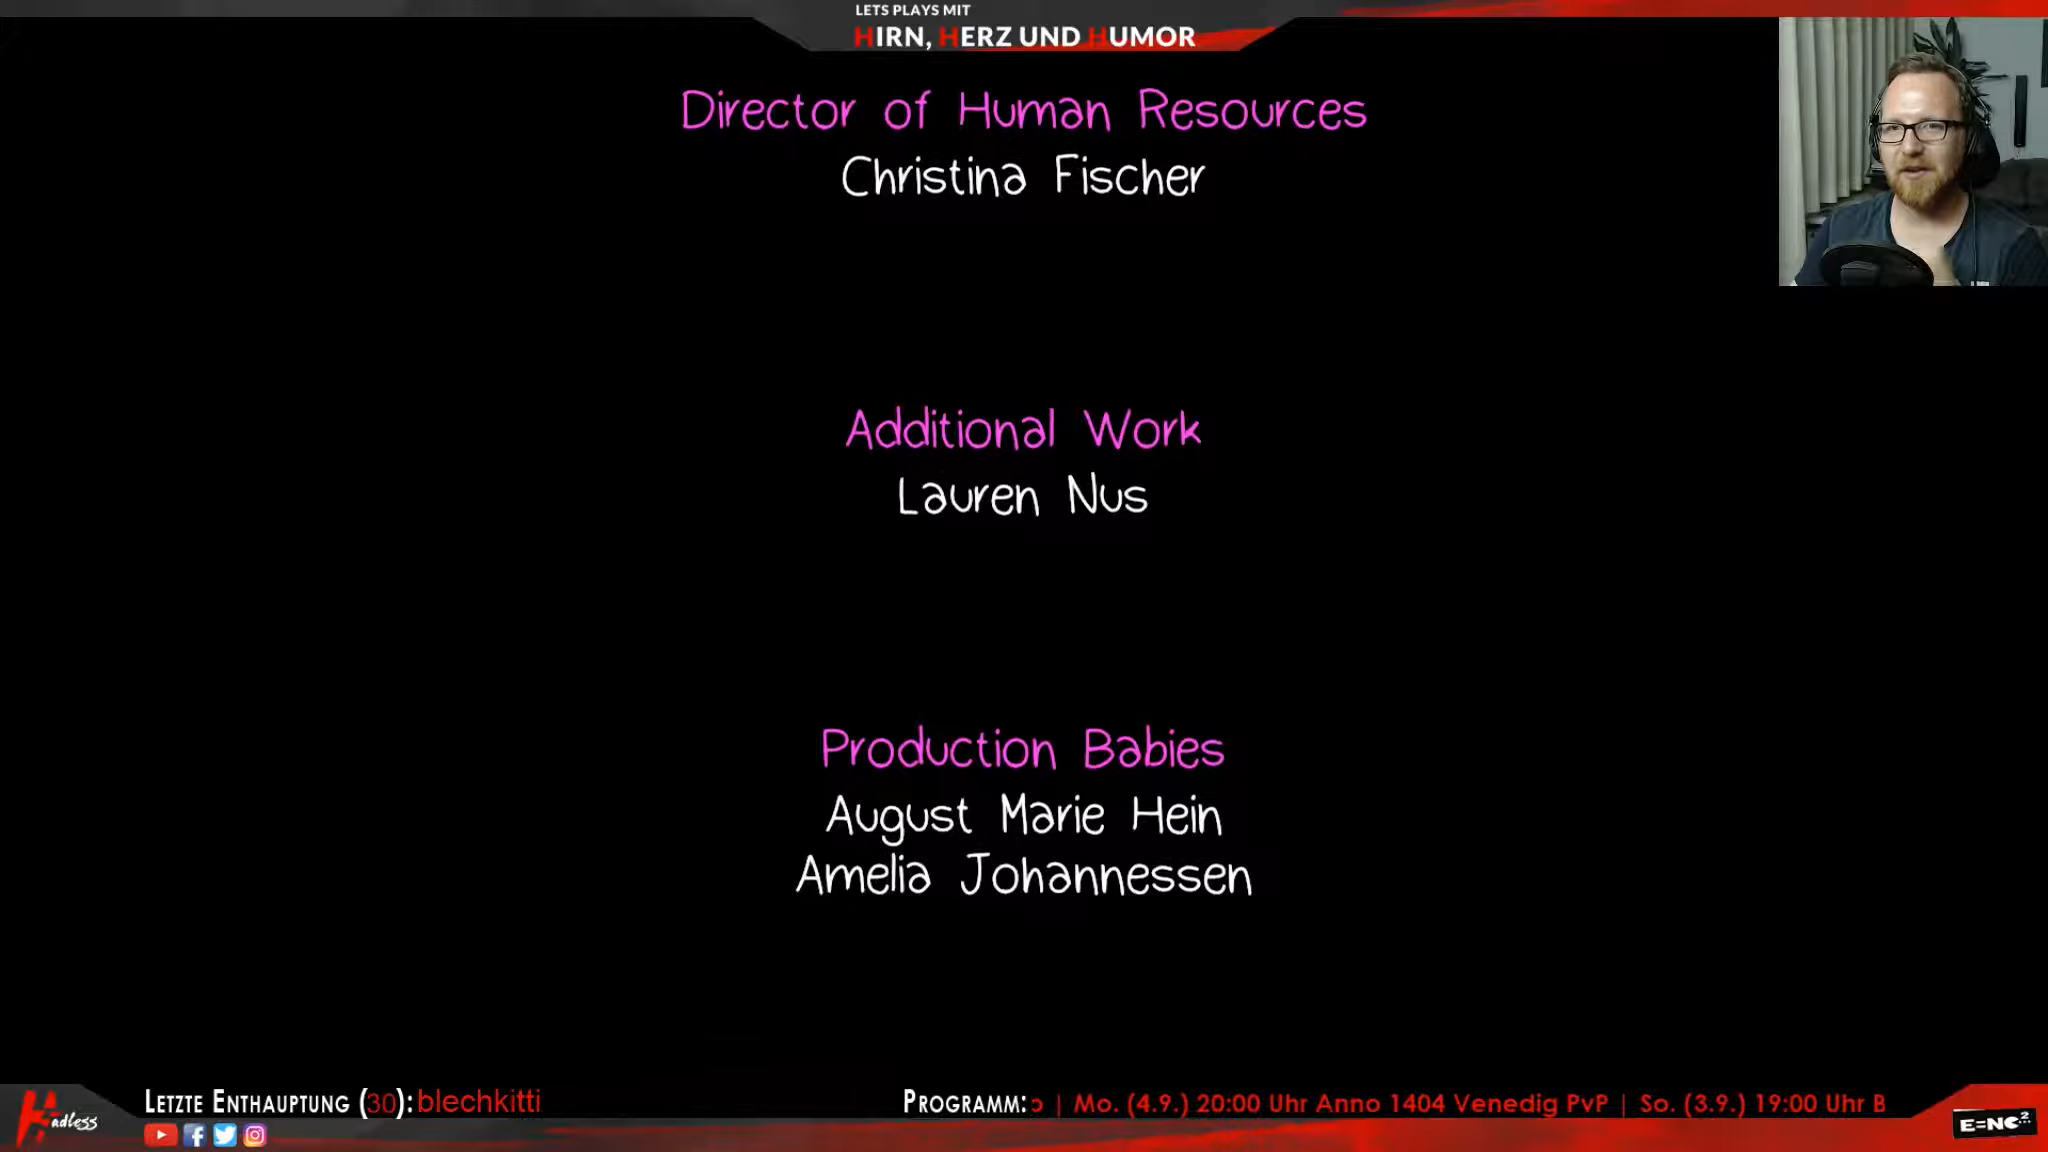 LETS PLAYS MIT
HIRN, HERZ UND HUMOR
Director of Human Resources
Christina Fischer
Additional Work
Lauren Nus
Production Babies
August Marie Hein
Amelia Johannessen
Hadless
LETZTE ENTHAUPTUNG (30): blechkitti
PROGRAMM: | Mo. (4.9.) 20:00 Uhr Anno 1404 Venedig PvP | So. (3.9.) 19:00 Uhr B
E=NC²